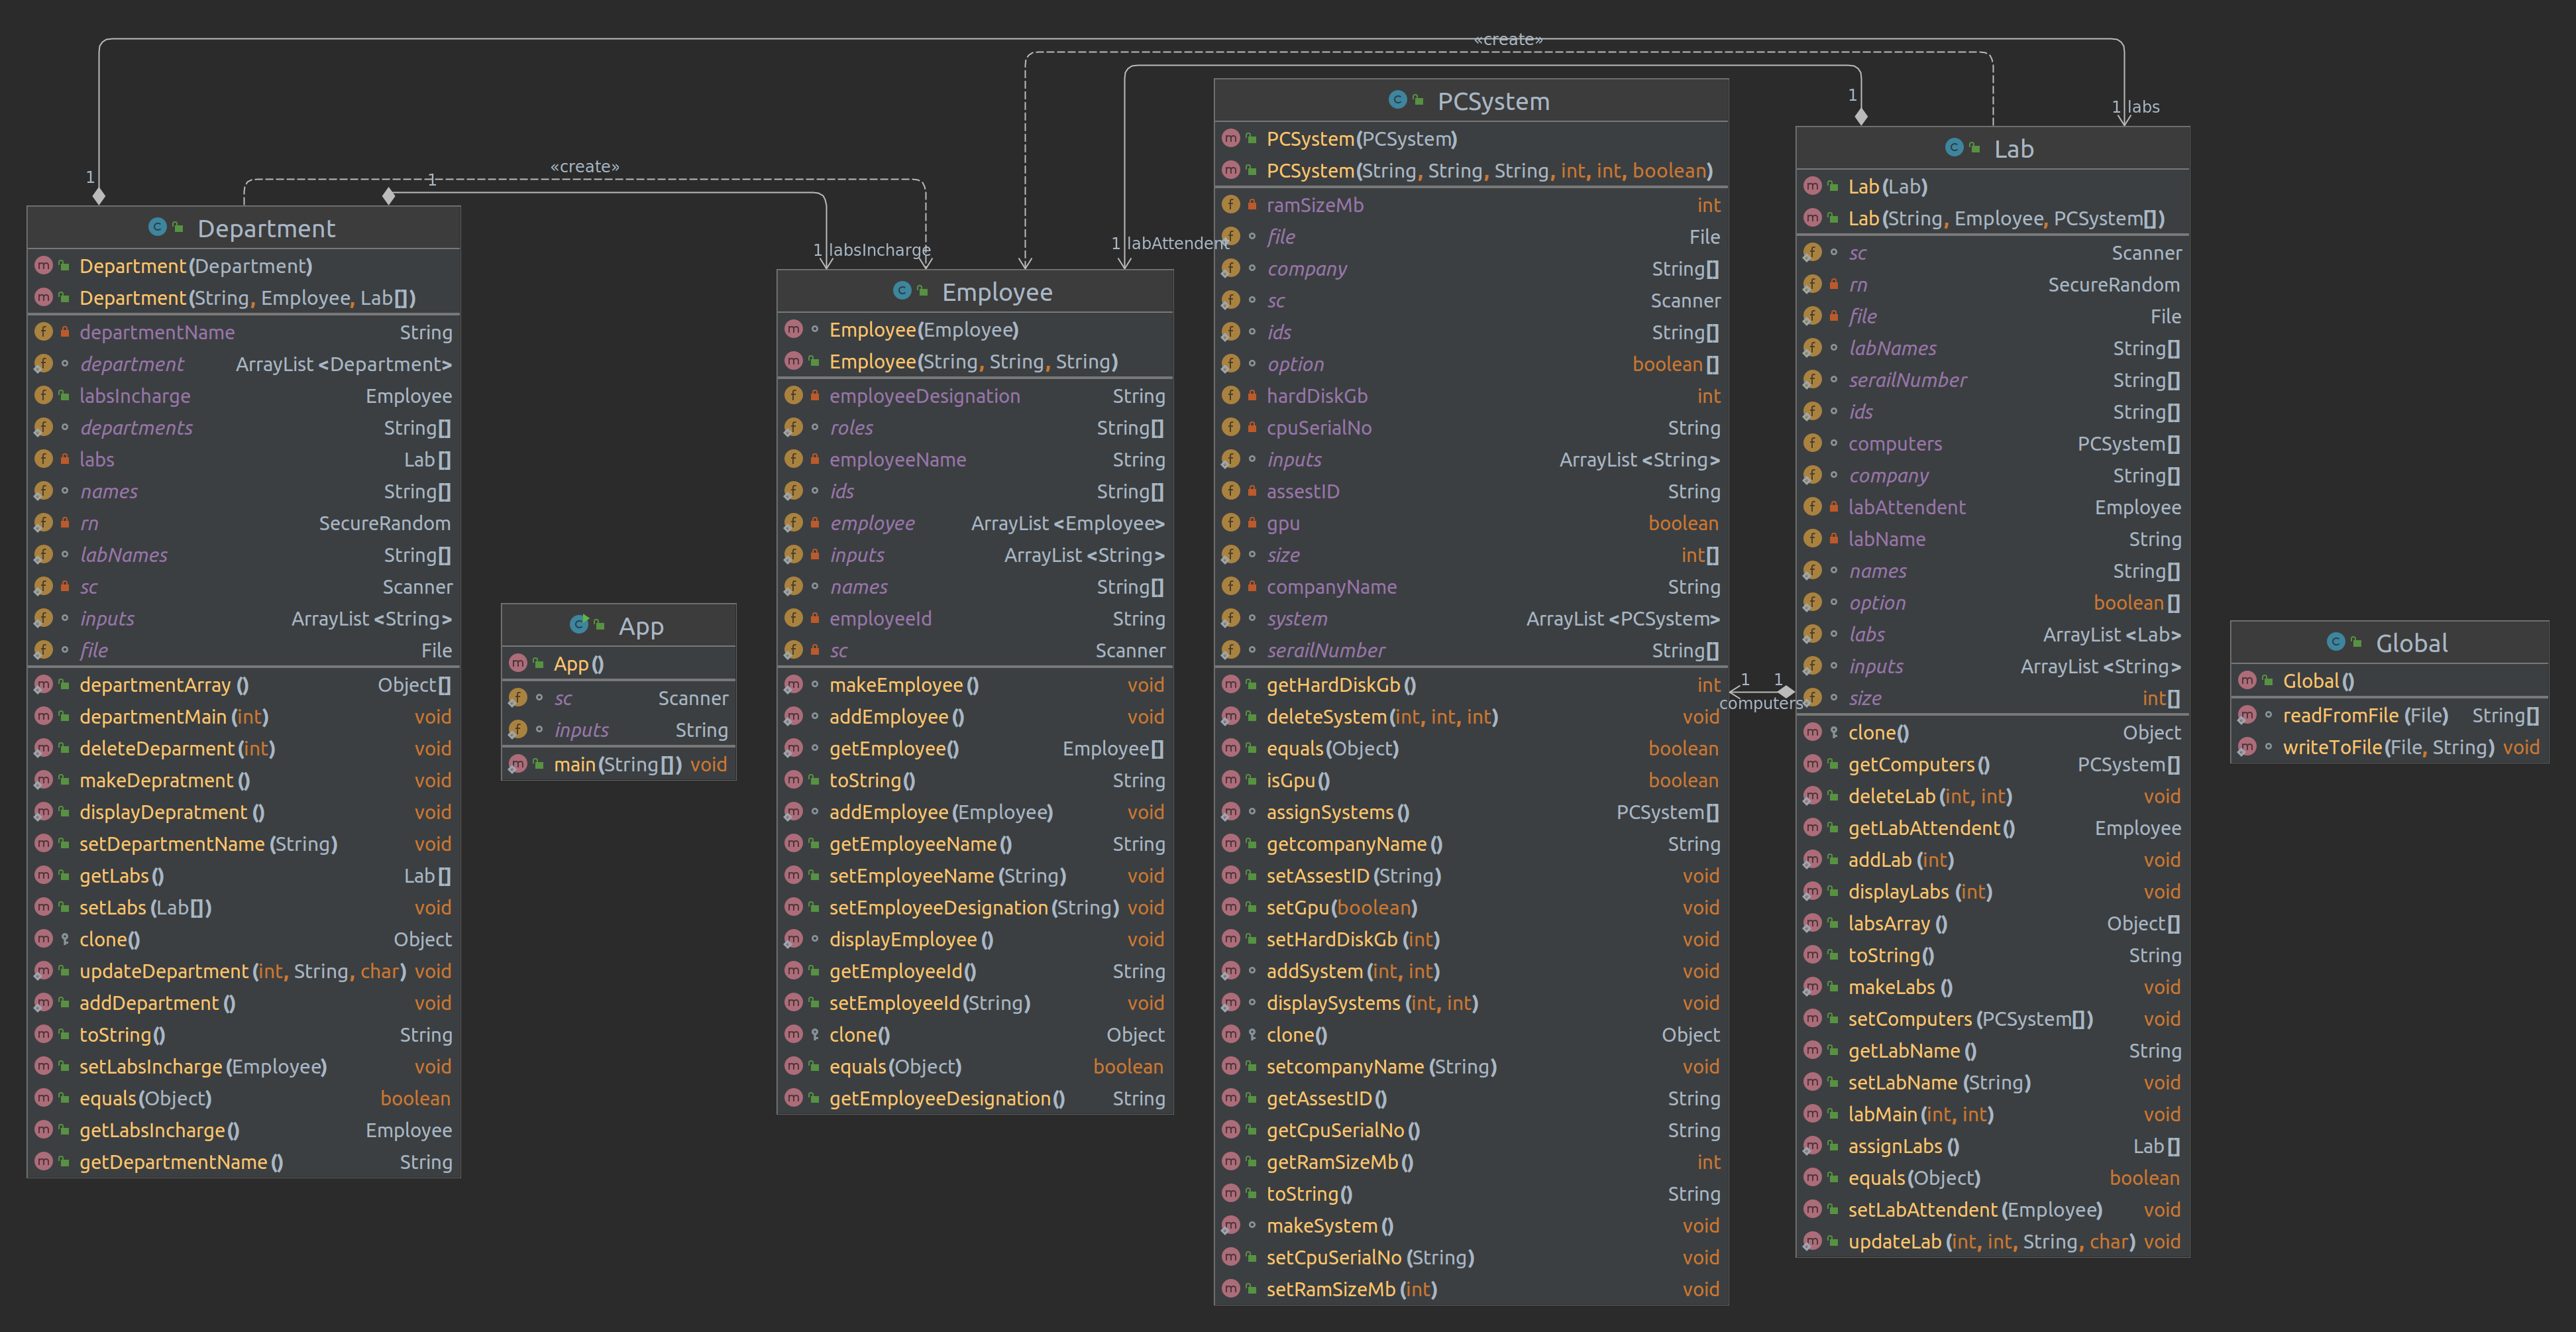 «create»
1
1 labs
«create»
1
1
1 labsIncharge
1 labAttendent
Department
Department(Department)
Department(String, Employee, Lab[])
departmentName String
department ArrayList<Department>
labsIncharge Employee
departments String[]
labs Lab[]
names String[]
rn SecureRandom
labNames String[]
sc Scanner
inputs ArrayList<String>
file File
departmentArray() Object[]
departmentMain(int) void
deleteDeparment(int) void
makeDepratment() void
displayDepratment() void
setDepartmentName(String) void
getLabs() Lab[]
setLabs(Lab[]) void
clone() Object
updateDepartment(int, String, char) void
addDepartment() void
toString() String
setLabsIncharge(Employee) void
equals(Object) boolean
getLabsIncharge() Employee
getDepartmentName() String
App
App()
sc Scanner
inputs String
main(String[]) void
Employee
Employee(Employee)
Employee(String, String, String)
employeeDesignation String
roles String[]
employeeName String
ids String[]
employee ArrayList<Employee>
inputs ArrayList<String>
names String[]
employeeId String
sc Scanner
makeEmployee() void
addEmployee() void
getEmployee() Employee[]
toString() String
addEmployee(Employee) void
getEmployeeName() String
setEmployeeName(String) void
setEmployeeDesignation(String) void
displayEmployee() void
getEmployeeId() String
setEmployeeId(String) void
clone() Object
equals(Object) boolean
getEmployeeDesignation() String
PCSystem
PCSystem(PCSystem)
PCSystem(String, String, String, int, int, boolean)
ramSizeMb int
file File
company String[]
sc Scanner
ids String[]
option boolean[]
hardDiskGb int
cpuSerialNo String
inputs ArrayList<String>
assestID String
gpu boolean
size int[]
companyName String
system ArrayList<PCSystem>
serailNumber String[]
getHardDiskGb() int
deleteSystem(int, int, int) void
equals(Object) boolean
isGpu() boolean
assignSystems() PCSystem[]
getcompanyName() String
setAssestID(String) void
setGpu(boolean) void
setHardDiskGb(int) void
addSystem(int, int) void
displaySystems(int, int) void
clone() Object
setcompanyName(String) void
getAssestID() String
getCpuSerialNo() String
getRamSizeMb() int
toString() String
makeSystem() void
setCpuSerialNo(String) void
setRamSizeMb(int) void
1 1
computers
1
Lab
Lab(Lab)
Lab(String, Employee, PCSystem[])
sc Scanner
rn SecureRandom
file File
labNames String[]
serailNumber String[]
ids String[]
computers PCSystem[]
company String[]
labAttendent Employee
labName String
names String[]
option boolean[]
labs ArrayList<Lab>
inputs ArrayList<String>
size int[]
clone() Object
getComputers() PCSystem[]
deleteLab(int, int) void
getLabAttendent() Employee
addLab(int) void
displayLabs(int) void
labsArray() Object[]
toString() String
makeLabs() void
setComputers(PCSystem[]) void
getLabName() String
setLabName(String) void
labMain(int, int) void
assignLabs() Lab[]
equals(Object) boolean
setLabAttendent(Employee) void
updateLab(int, int, String, char) void
Global
Global()
readFromFile(File) String[]
writeToFile(File, String) void